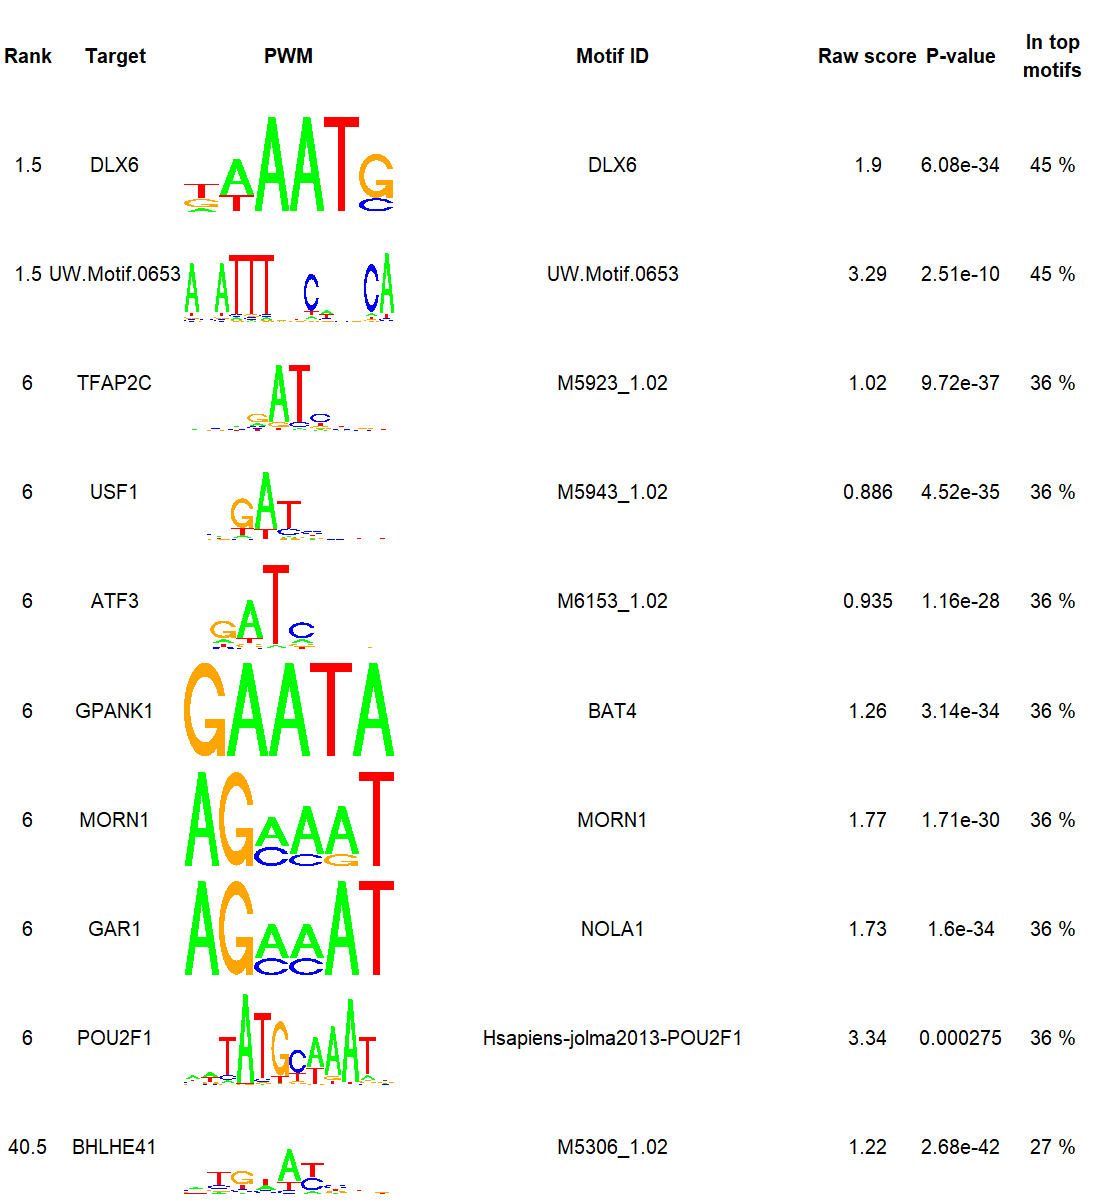 Rank Target PWM Motif ID Raw score P-value In top motifs
1.5 DLX6 DLX6 1.9 6.08e-34 45 %
1.5 UW.Motif.0653 UW.Motif.0653 3.29 2.51e-10 45 %
6 TFAP2C M5923_1.02 1.02 9.72e-37 36 %
6 USF1 M5943_1.02 0.886 4.52e-35 36 %
6 ATF3 M6153_1.02 0.935 1.16e-28 36 %
6 GPANK1 GAATA BAT4 1.26 3.14e-34 36 %
6 MORN1 MORN1 1.77 1.71e-30 36 %
6 GAR1 NOLA1 1.73 1.6e-34 36 %
6 POU2F1 Hsapiens-jolma2013-POU2F1 3.34 0.000275 36 %
40.5 BHLHE41 M5306_1.02 1.22 2.68e-42 27 %